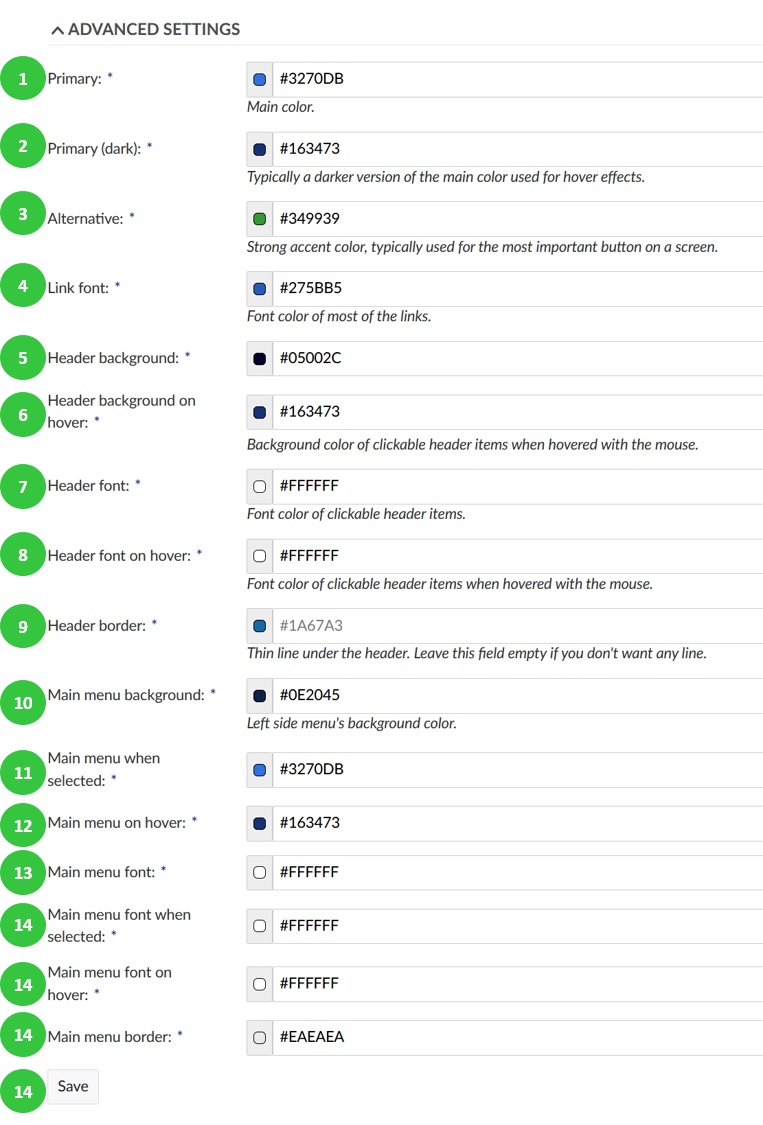 ADVANCED SETTINGS
1 Primary: * #3270DB
Main color.
2 Primary (dark): * #163473
Typically a darker version of the main color used for hover effects.
3 Alternative: * #349939
Strong accent color, typically used for the most important button on a screen.
4 Link font: * #275BB5
Font color of most of the links.
5 Header background: * #05002C
Header background on
6 hover: * #163473
Background color of clickable header items when hovered with the mouse.
7 Header font: * #FFFFFF
Font color of clickable header items.
8 Header font on hover: * #FFFFFF
Font color of clickable header items when hovered with the mouse.
9 Header border: * #1A67A3
Thin line under the header. Leave this field empty if you don't want any line.
10 Main menu background: * #0E2045
Left side menu's background color.
Main menu when
11 selected: * #3270DB
12 Main menu on hover: * #163473
13 Main menu font: * #FFFFFF
Main menu font when
14 selected: * #FFFFFF
Main menu font on
14 hover: * #FFFFFF
14 Main menu border: * #EAEAEA
14 Save